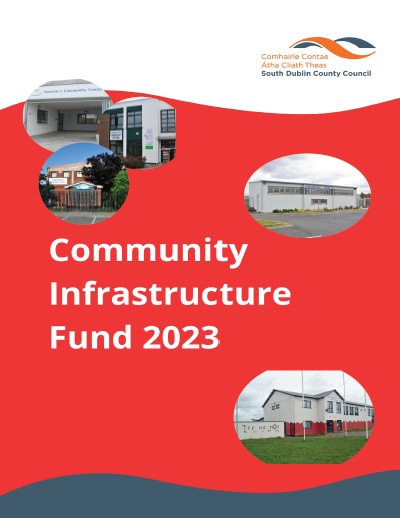 Comhairle Contae
Átha Cliath Theas
South Dublin County Council
Community
Infrastructure
Fund 2023